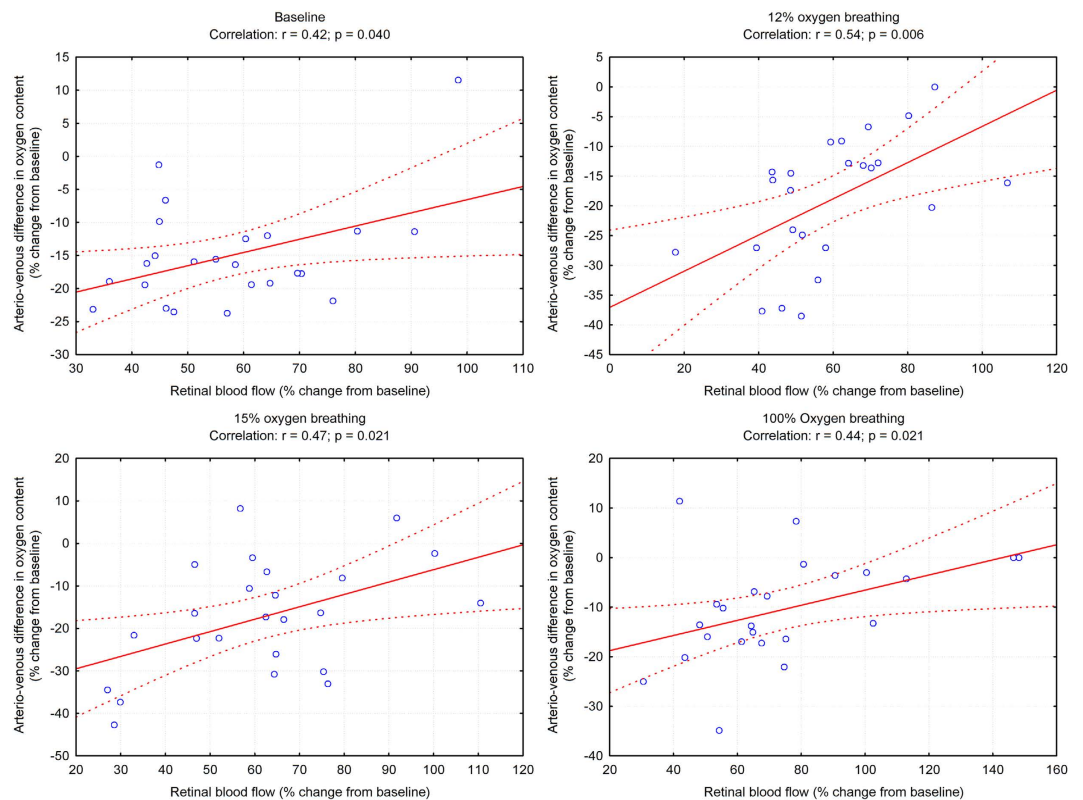 Baseline
Correlation: r = 0.42; p = 0.040
Arterio-venous difference in oxygen content
(% change from baseline)
15
10
5
0
-5
-10
-15
-20
-25
-30
30 40 50 60 70 80 90 100 110
Retinal blood flow (% change from baseline)
12% oxygen breathing
Correlation: r = 0.54; p = 0.006
Arterio-venous difference in oxygen content
(% change from baseline)
5
0
-5
-10
-15
-20
-25
-30
-35
-40
-45
0 20 40 60 80 100 120
Retinal blood flow (% change from baseline)
15% oxygen breathing
Correlation: r = 0.47; p = 0.021
Arterio-venous difference in oxygen content
(% change from baseline)
20
10
0
-10
-20
-30
-40
-50
20 30 40 50 60 70 80 90 100 110 120
Retinal blood flow (% change from baseline)
100% Oxygen breathing
Correlation: r = 0.44; p = 0.021
Arterio-venous difference in oxygen content
(% change from baseline)
20
10
0
-10
-20
-30
-40
20 40 60 80 100 120 140 160
Retinal blood flow (% change from baseline)